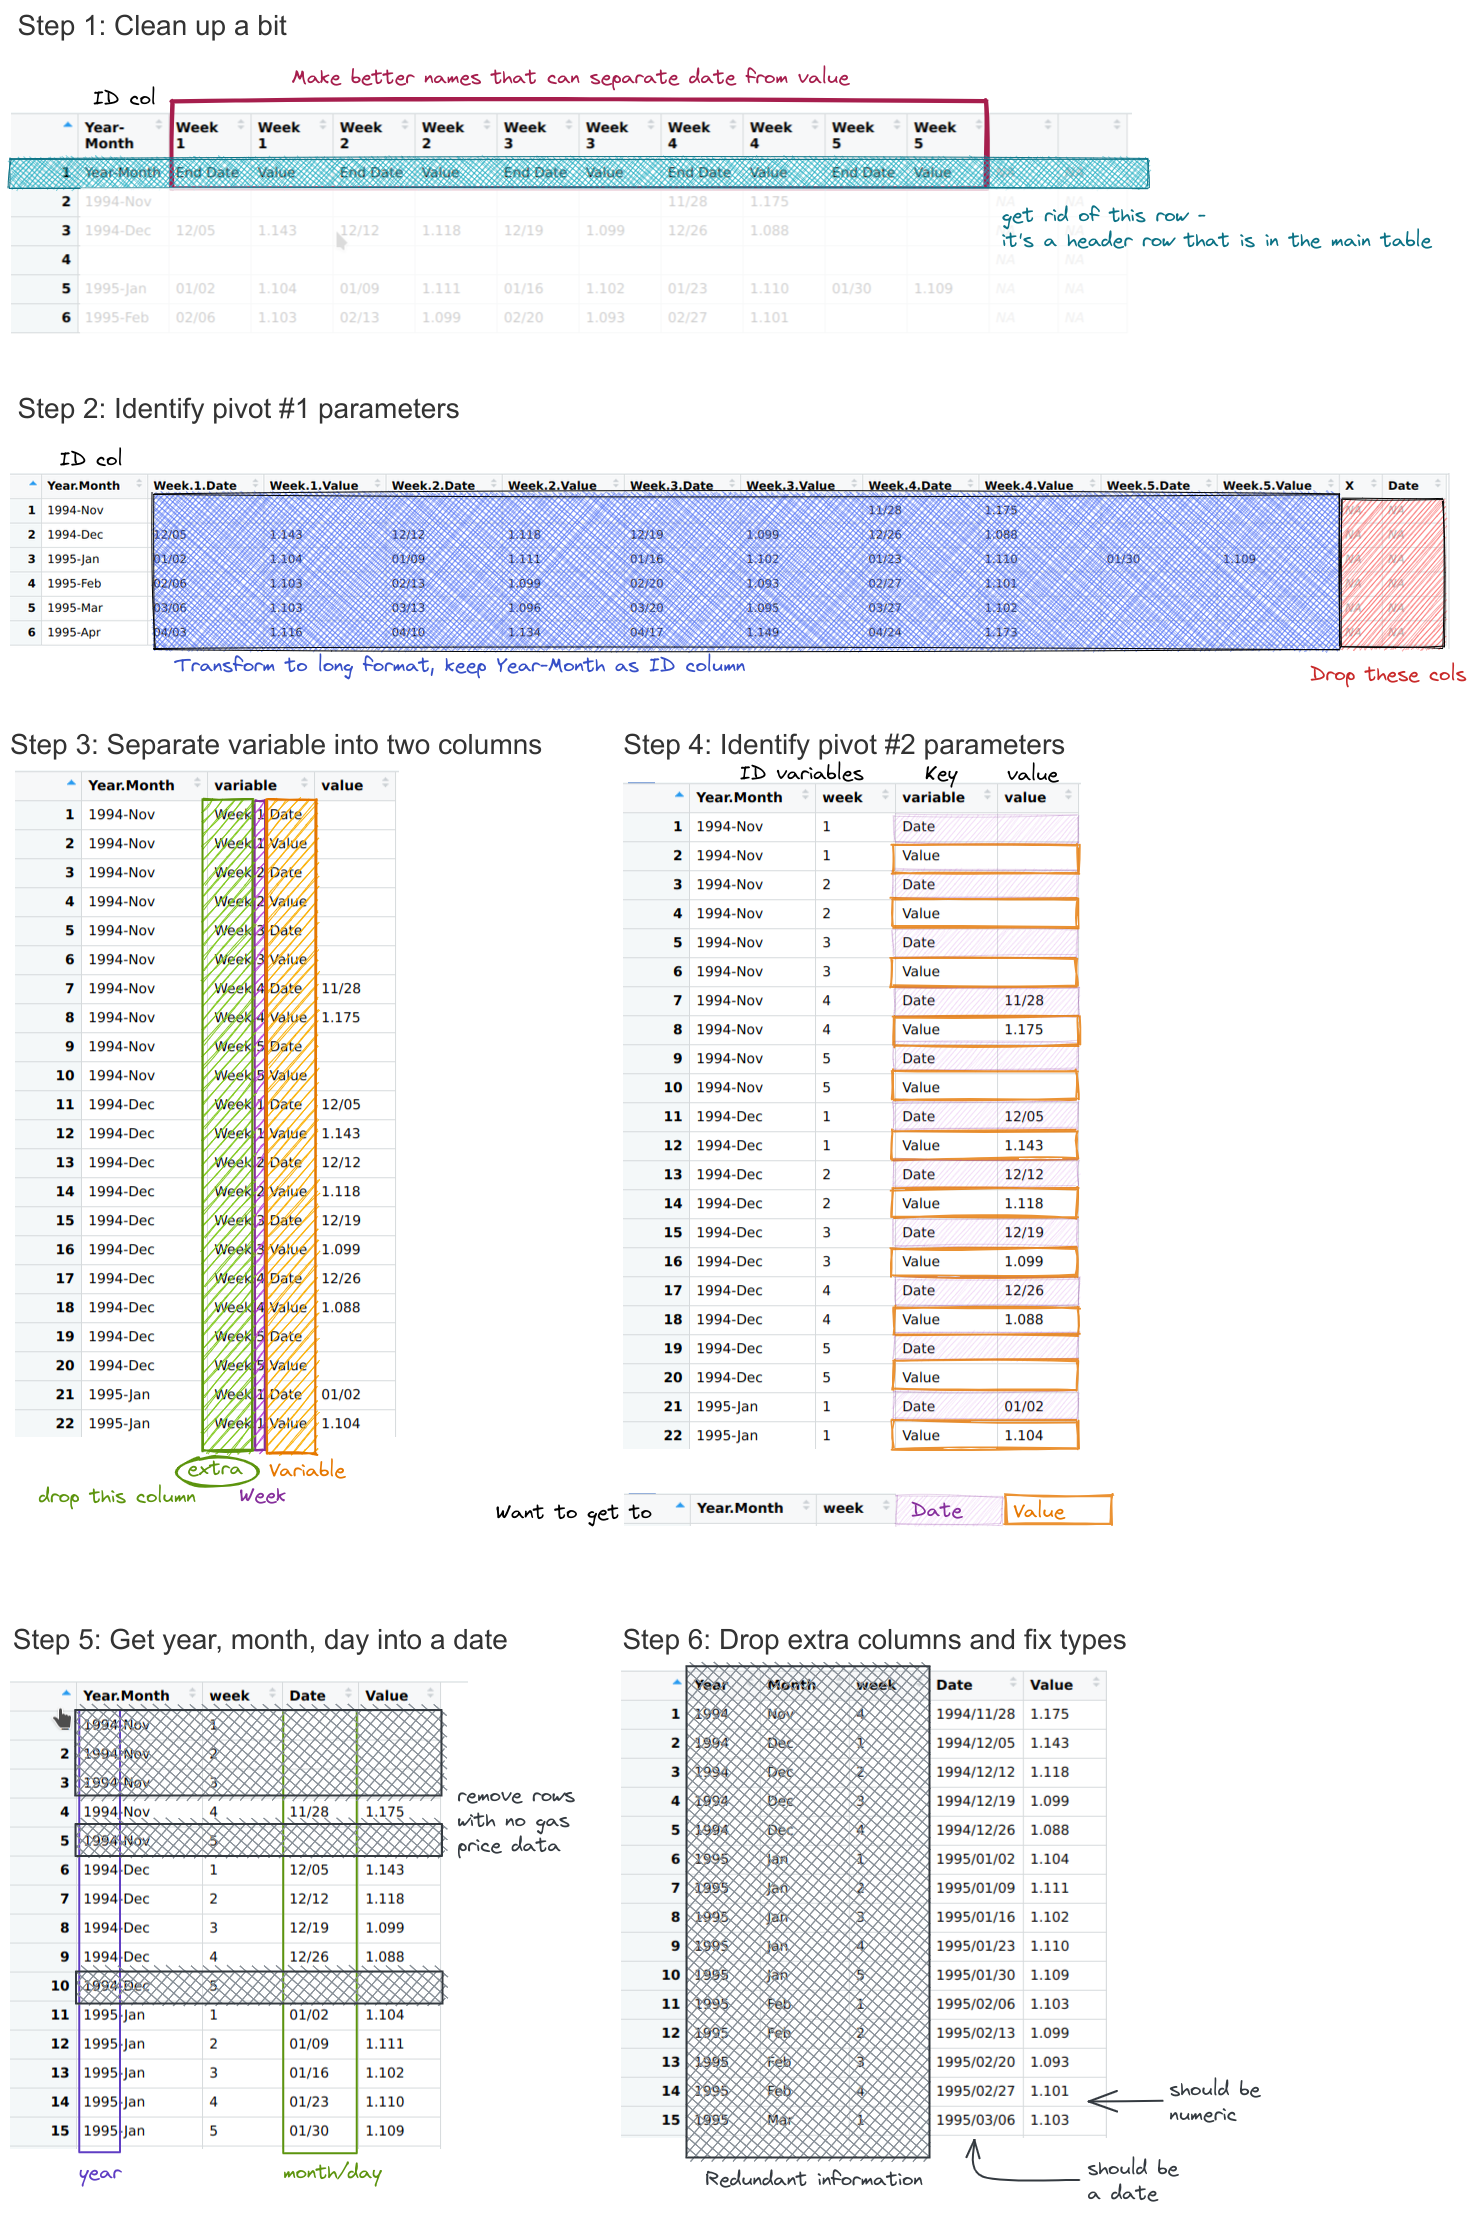 Step 1: Clean up a bit
Make better names that can separate date from value
ID col
Year-Month Week 1 Week 1 Week 2 Week 2 Week 3 Week 3 Week 4 Week 4 Week 5 Week 5
1 Year-Month End Date Value End Date Value End Date Value End Date Value End Date Value NA NA
2 1994-Nov 11/28 1.175 NA NA
get rid of this row -
3 1994-Dec 12/05 1.143 12/12 1.118 12/19 1.099 12/26 1.088
it's a header row that is in the main table
4 NA NA
5 1995-Jan 01/02 1.104 01/09 1.111 01/16 1.102 01/23 1.110 01/30 1.109 NA NA
6 1995-Feb 02/06 1.103 02/13 1.099 02/20 1.093 02/27 1.101 NA NA
Step 2: Identify pivot #1 parameters
ID col
Year.Month Week.1.Date Week.1.Value Week.2.Date Week.2.Value Week.3.Date Week.3.Value Week.4.Date Week.4.Value Week.5.Date Week.5.Value X Date
1 1994-Nov 11/28 1.175 NA NA
2 1994-Dec 12/05 1.143 12/12 1.118 12/19 1.099 12/26 1.088 NA NA
3 1995-Jan 01/02 1.104 01/09 1.111 01/16 1.102 01/23 1.110 01/30 1.109 NA NA
4 1995-Feb 02/06 1.103 02/13 1.099 02/20 1.093 02/27 1.101 NA NA
5 1995-Mar 03/06 1.103 03/13 1.096 03/20 1.095 03/27 1.102 NA NA
6 1995-Apr 04/03 1.116 04/10 1.134 04/17 1.149 04/24 1.173 NA NA
Transform to long format, keep Year-Month as ID column
Drop these cols
Step 3: Separate variable into two columns
Year.Month variable value
1 1994-Nov Week 1 Date
2 1994-Nov Week 1 Value
3 1994-Nov Week 2 Date
4 1994-Nov Week 2 Value
5 1994-Nov Week 3 Date
6 1994-Nov Week 3 Value
7 1994-Nov Week 4 Date 11/28
8 1994-Nov Week 4 Value 1.175
9 1994-Nov Week 5 Date
10 1994-Nov Week 5 Value
11 1994-Dec Week 1 Date 12/05
12 1994-Dec Week 1 Value 1.143
13 1994-Dec Week 2 Date 12/12
14 1994-Dec Week 2 Value 1.118
15 1994-Dec Week 3 Date 12/19
16 1994-Dec Week 3 Value 1.099
17 1994-Dec Week 4 Date 12/26
18 1994-Dec Week 4 Value 1.088
19 1994-Dec Week 5 Date
20 1994-Dec Week 5 Value
21 1995-Jan Week 1 Date 01/02
22 1995-Jan Week 1 Value 1.104
extra Variable
drop this column Week
Step 4: Identify pivot #2 parameters
ID variables Key value
Year.Month week variable value
1 1994-Nov 1 Date
2 1994-Nov 1 Value
3 1994-Nov 2 Date
4 1994-Nov 2 Value
5 1994-Nov 3 Date
6 1994-Nov 3 Value
7 1994-Nov 4 Date 11/28
8 1994-Nov 4 Value 1.175
9 1994-Nov 5 Date
10 1994-Nov 5 Value
11 1994-Dec 1 Date 12/05
12 1994-Dec 1 Value 1.143
13 1994-Dec 2 Date 12/12
14 1994-Dec 2 Value 1.118
15 1994-Dec 3 Date 12/19
16 1994-Dec 3 Value 1.099
17 1994-Dec 4 Date 12/26
18 1994-Dec 4 Value 1.088
19 1994-Dec 5 Date
20 1994-Dec 5 Value
21 1995-Jan 1 Date 01/02
22 1995-Jan 1 Value 1.104
Want to get to Year.Month week Date Value
Step 5: Get year, month, day into a date
Year.Month week Date Value
1994-Nov 1
2 1994-Nov 2
3 1994-Nov 3
4 1994-Nov 4 11/28 1.175
5 1994-Nov 5
6 1994-Dec 1 12/05 1.143
7 1994-Dec 2 12/12 1.118
8 1994-Dec 3 12/19 1.099
9 1994-Dec 4 12/26 1.088
10 1994-Dec 5
11 1995-Jan 1 01/02 1.104
12 1995-Jan 2 01/09 1.111
13 1995-Jan 3 01/16 1.102
14 1995-Jan 4 01/23 1.110
15 1995-Jan 5 01/30 1.109
remove rows
with no gas
price data
year month/day
Step 6: Drop extra columns and fix types
Year Month week Date Value
1 1994 Nov 4 1994/11/28 1.175
2 1994 Dec 1 1994/12/05 1.143
3 1994 Dec 2 1994/12/12 1.118
4 1994 Dec 3 1994/12/19 1.099
5 1994 Dec 4 1994/12/26 1.088
6 1995 Jan 1 1995/01/02 1.104
7 1995 Jan 2 1995/01/09 1.111
8 1995 Jan 3 1995/01/16 1.102
9 1995 Jan 4 1995/01/23 1.110
10 1995 Jan 5 1995/01/30 1.109
11 1995 Feb 1 1995/02/06 1.103
12 1995 Feb 2 1995/02/13 1.099
13 1995 Feb 3 1995/02/20 1.093
14 1995 Feb 4 1995/02/27 1.101
15 1995 Mar 1 1995/03/06 1.103
should be
numeric
Redundant information
should be
a date